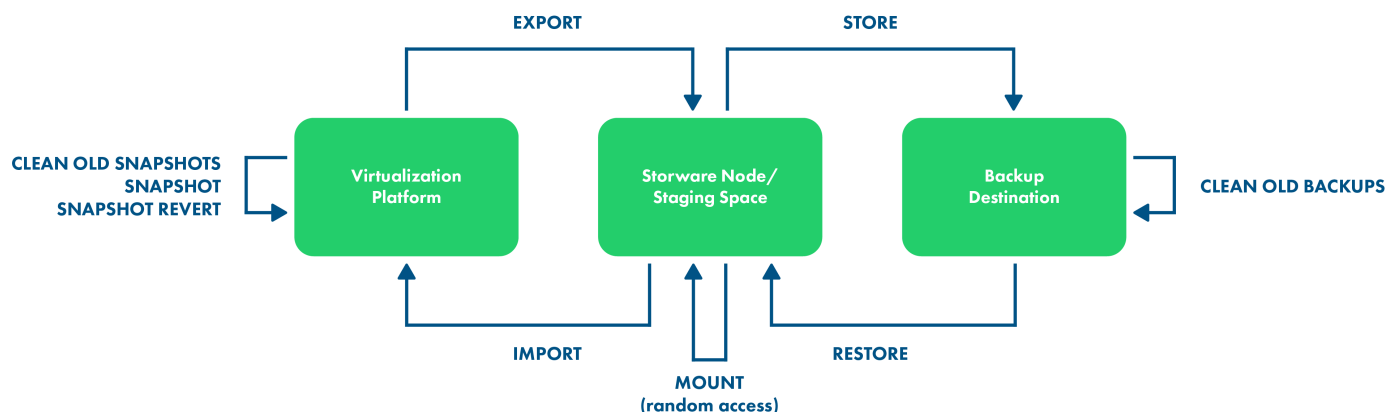 EXPORT
STORE
CLEAN OLD SNAPSHOTS
SNAPSHOT
SNAPSHOT REVERT
Virtualization
Platform
Storware Node/
Staging Space
Backup
Destination
CLEAN OLD BACKUPS
IMPORT
MOUNT
(random access)
RESTORE